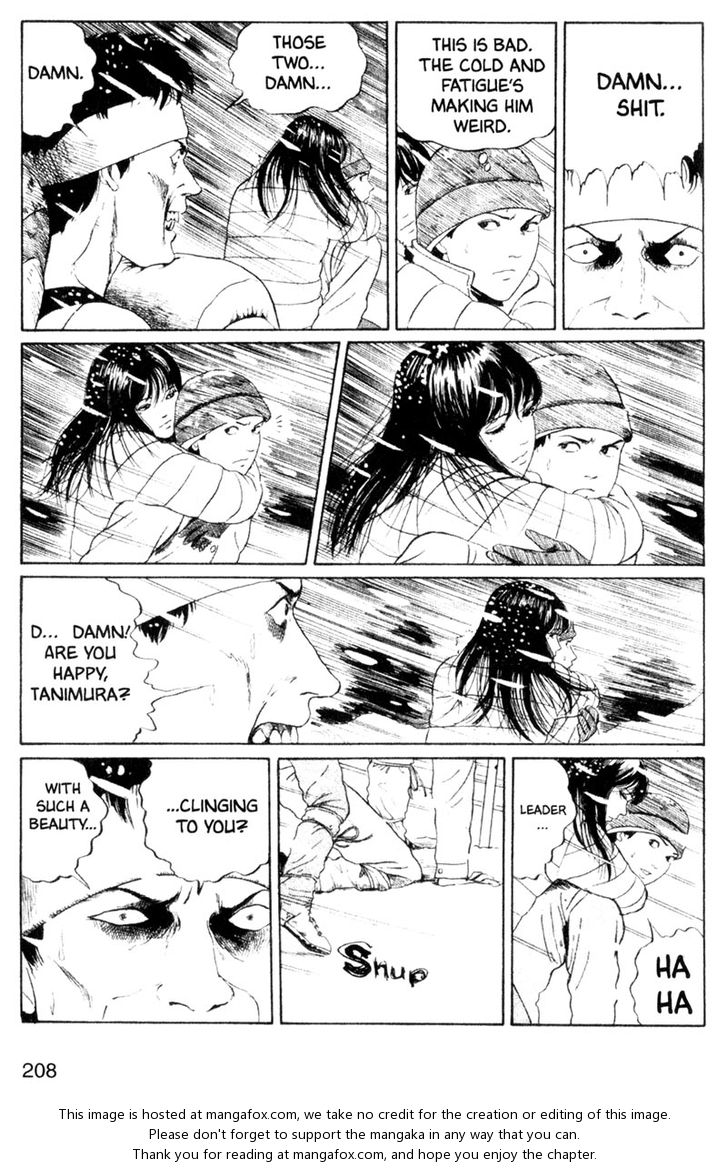 DAMN.
THOSE
TWO...
DAMN...
THIS IS BAD.
THE COLD AND
FATIGUE'S
MAKING HIM
WEIRD.
DAMN...
SHIT.
D... DAMN!
ARE YOU
HAPPY,
TANIMURA?
WITH
SUCH A
BEAUTY...
...CLINGING
TO YOU?
Shup
LEADER
...
HA
HA
208
This image is hosted at mangafox.com, we take no credit for the creation or editing of this image.
Please don't forget to support the mangaka in any way that you can.
Thank you for reading at mangafox.com, and hope you enjoy the chapter.